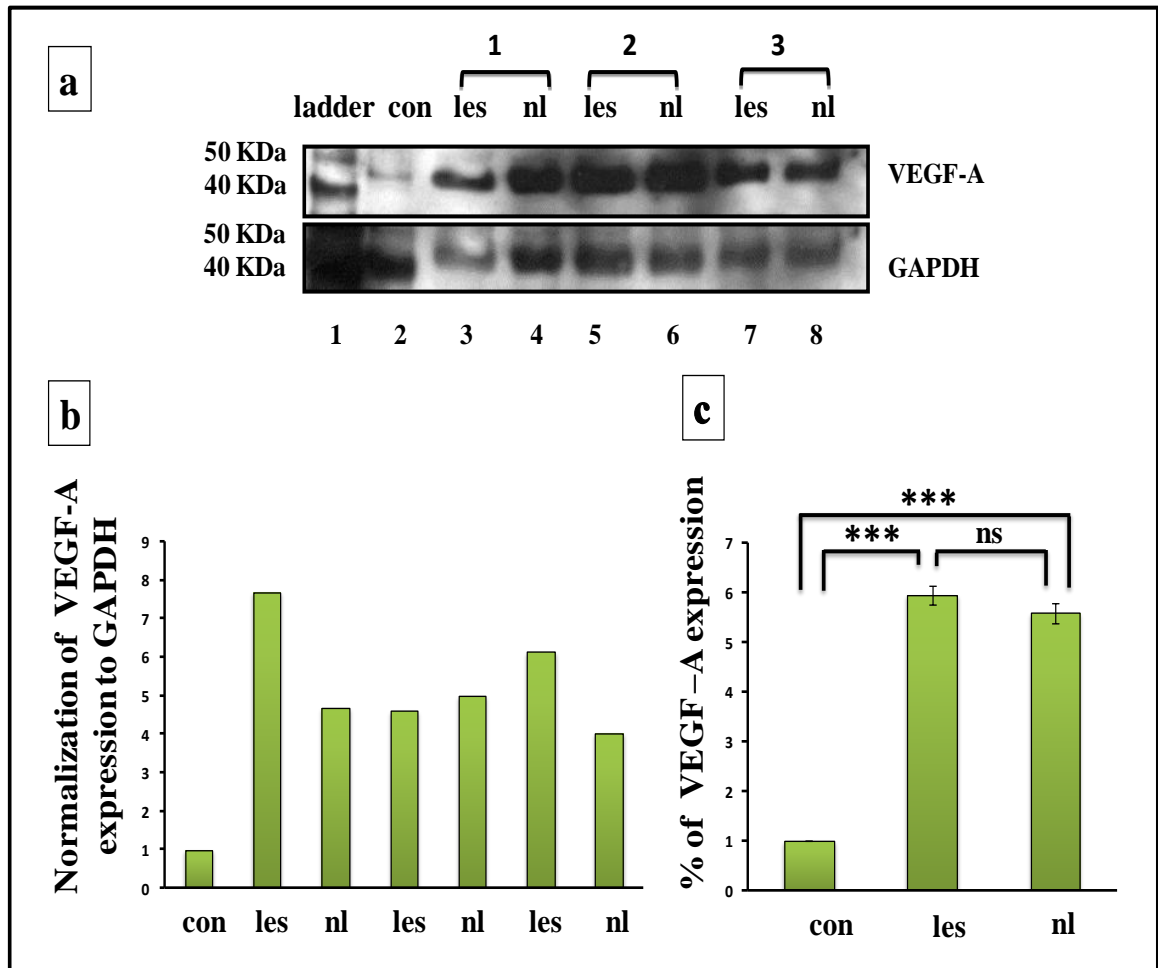 a
1 2 3
ladder con les nl les nl les nl
50 KDa
40 KDa
VEGF-A
50 KDa
40 KDa
GAPDH
1 2 3 4 5 6 7 8
b
Normalization of VEGF-A
expression to GAPDH
9
8
7
6
5
4
3
2
1
0
con les nl les nl les nl
c
% of VEGF–A expression
***
*** ns
7
6
5
4
3
2
1
0
con les nl